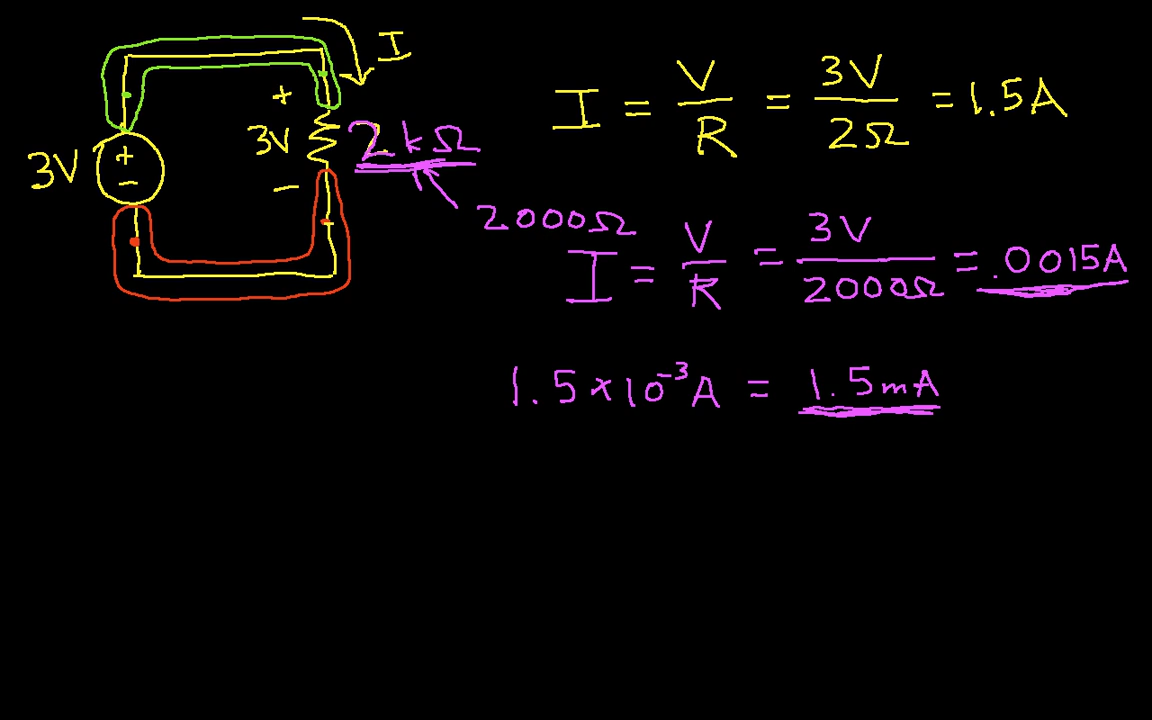 I
+
3V
2kΩ
3V
+
−
−
I = V/R = 3V/2Ω = 1.5A
2000Ω
I = V/R = 3V/2000Ω = .0015A
1.5×10⁻³A = 1.5mA